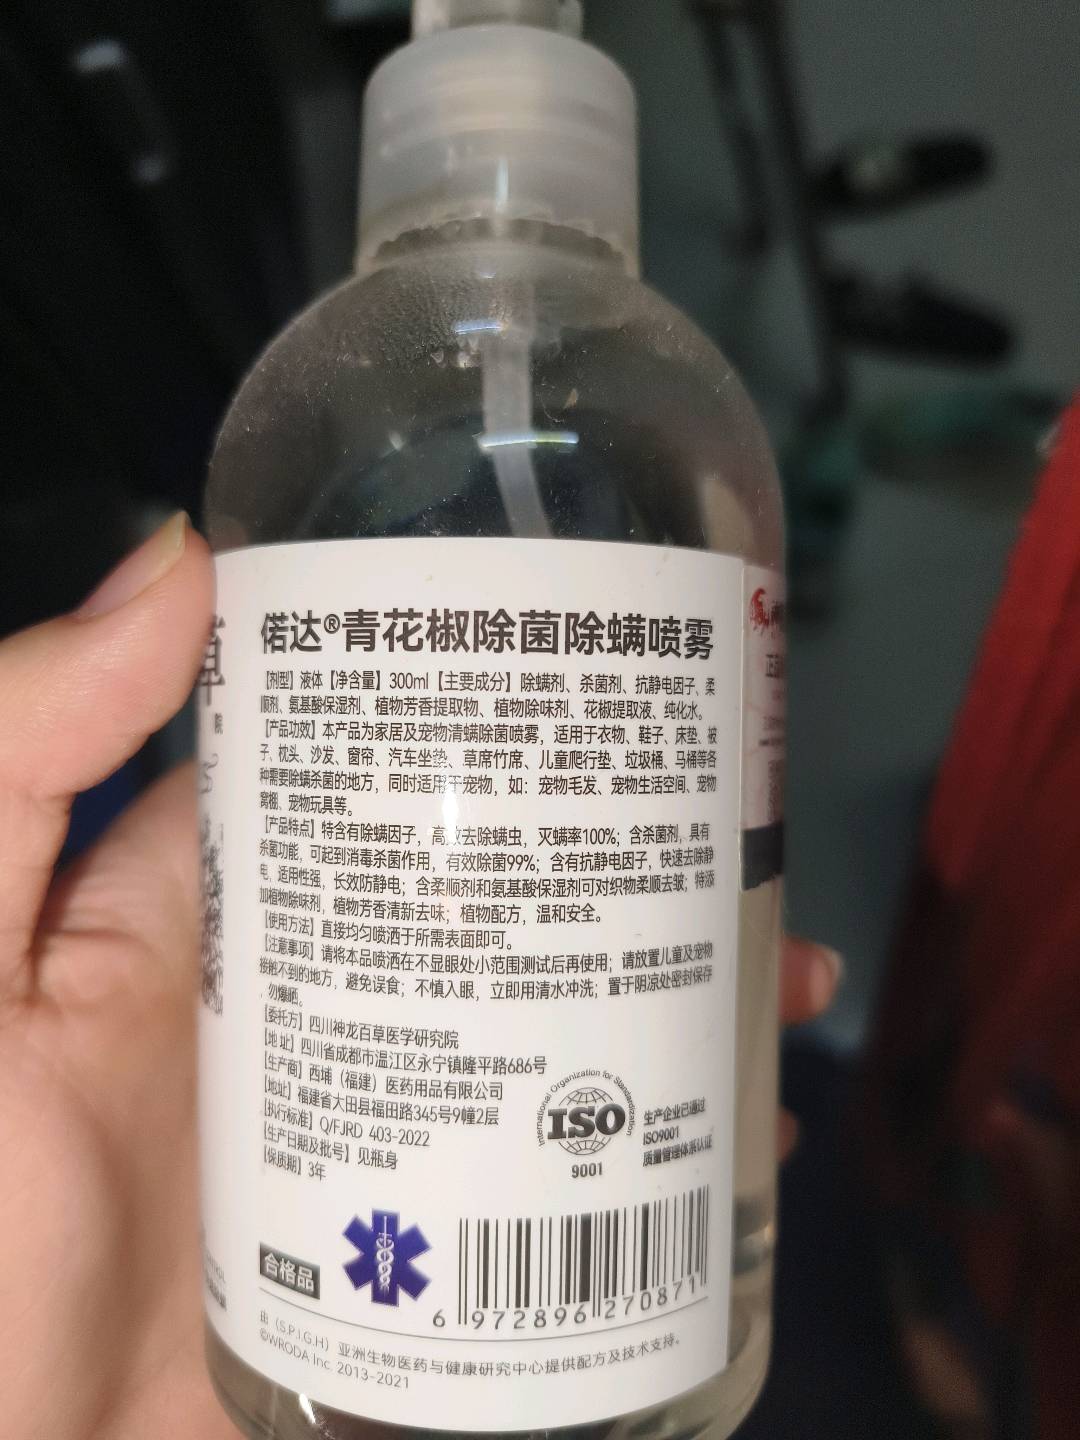 偌达®青花椒除菌除螨喷雾
【剂型】液体【净含量】300ml【主要成分】除螨剂、杀菌剂、抗静电因子、柔
顺剂、氨基酸保湿剂、植物芳香提取物、植物除味剂、花椒提取液、纯化水。
【产品功效】本产品为家居及宠物清螨除菌喷雾，适用于衣物、鞋子、床垫、被
子、枕头、沙发、窗帘、汽车坐垫、草席竹席、儿童爬行垫、垃圾桶、马桶等各
种需要除螨杀菌的地方，同时适用于宠物，如：宠物毛发、宠物生活空间、宠物
窝棚、宠物玩具等。
【产品特点】特含有除螨因子，高效去除螨虫，灭螨率100%；含杀菌剂，具有
杀菌功能，可起到消毒杀菌作用，有效除菌99%；含有抗静电因子，快速去除静
电，适用性强，长效防静电；含柔顺剂和氨基酸保湿剂可对织物柔顺去皱；特添
加植物除味剂，植物芳香清新去味；植物配方，温和安全。
【使用方法】直接均匀喷洒于所需表面即可。
【注意事项】请将本品喷洒在不显眼处小范围测试后再使用；请放置儿童及宠物
接触不到的地方，避免误食；不慎入眼，立即用清水冲洗；置于阴凉处密封保存
，勿爆晒。
【委托方】四川神龙百草医学研究院
【地 址】四川省成都市温江区永宁镇隆平路686号
【生产商】西埔（福建）医药用品有限公司
【地址】福建省大田县福田路345号9幢2层
【执行标准】Q/FJRD 403-2022
【生产日期及批号】见瓶身
【保质期】3年
International Organization for Standardization
ISO
9001
生产企业已通过
ISO9001
质量管理体系认证
合格品
6 972896 270871
由（S.P.I.G.H）亚洲生物医药与健康研究中心提供配方及技术支持。
©WRODA Inc. 2013-2021
草
院